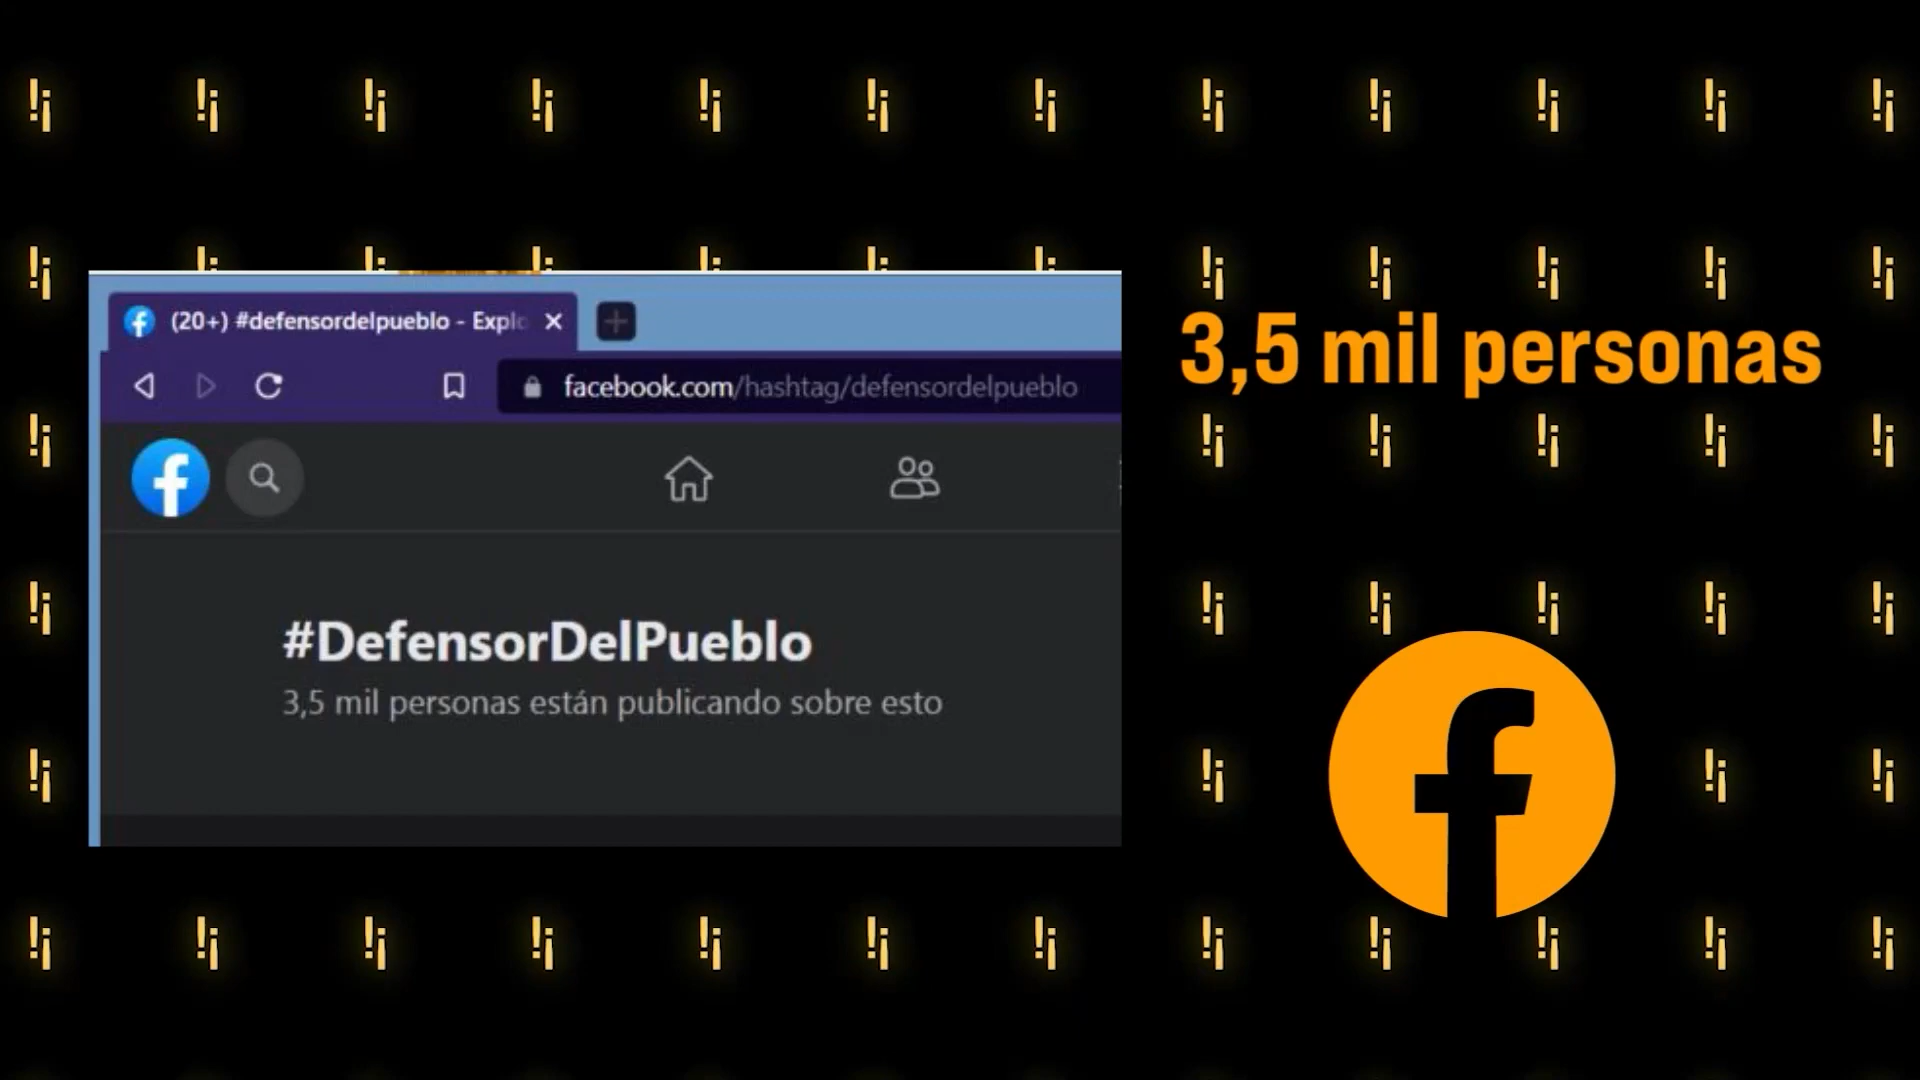 (20+) #defensordelpueblo - Explo
facebook.com/hashtag/defensordelpueblo
#DefensorDelPueblo
3,5 mil personas están publicando sobre esto
3,5 mil personas